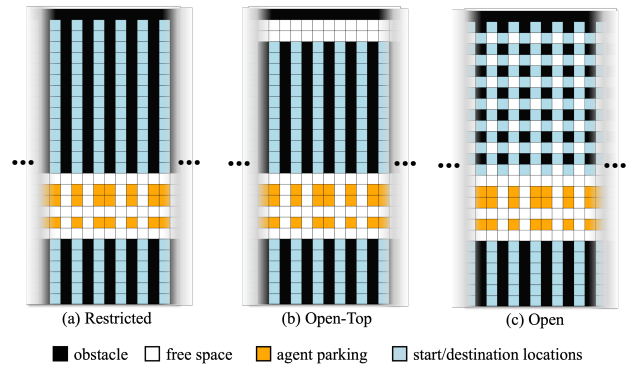 (a) Restricted
(b) Open-Top
(c) Open
obstacle
free space
agent parking
start/destination locations